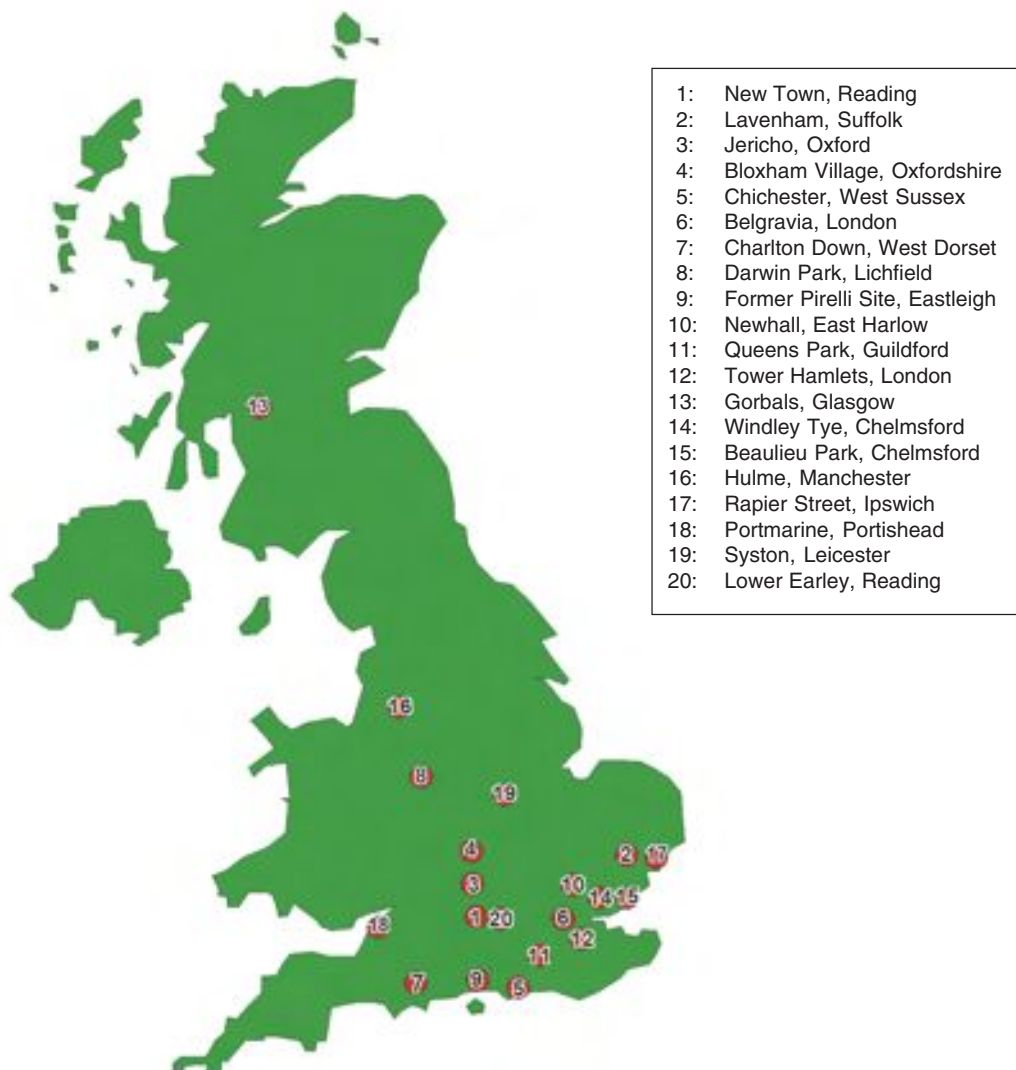 1: New Town, Reading
2: Lavenham, Suffolk
3: Jericho, Oxford
4: Bloxham Village, Oxfordshire
5: Chichester, West Sussex
6: Belgravia, London
7: Charlton Down, West Dorset
8: Darwin Park, Lichfield
9: Former Pirelli Site, Eastleigh
10: Newhall, East Harlow
11: Queens Park, Guildford
12: Tower Hamlets, London
13: Gorbals, Glasgow
14: Windley Tye, Chelmsford
15: Beaulieu Park, Chelmsford
16: Hulme, Manchester
17: Rapier Street, Ipswich
18: Portmarine, Portishead
19: Syston, Leicester
20: Lower Earley, Reading
13
16
8
19
4
2 17
3 10
14 15
1 20 6
18 12
11
7 9 5